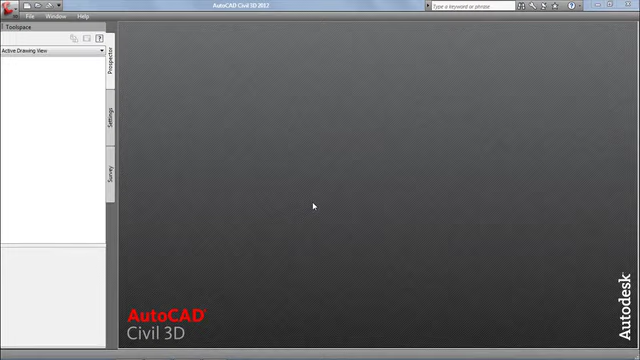 AutoCAD Civil 3D 2012
Type a keyword or phrase
File Window Help
Toolspace
Active Drawing View
Prospector
Settings
Survey
AutoCAD
Civil 3D
Autodesk